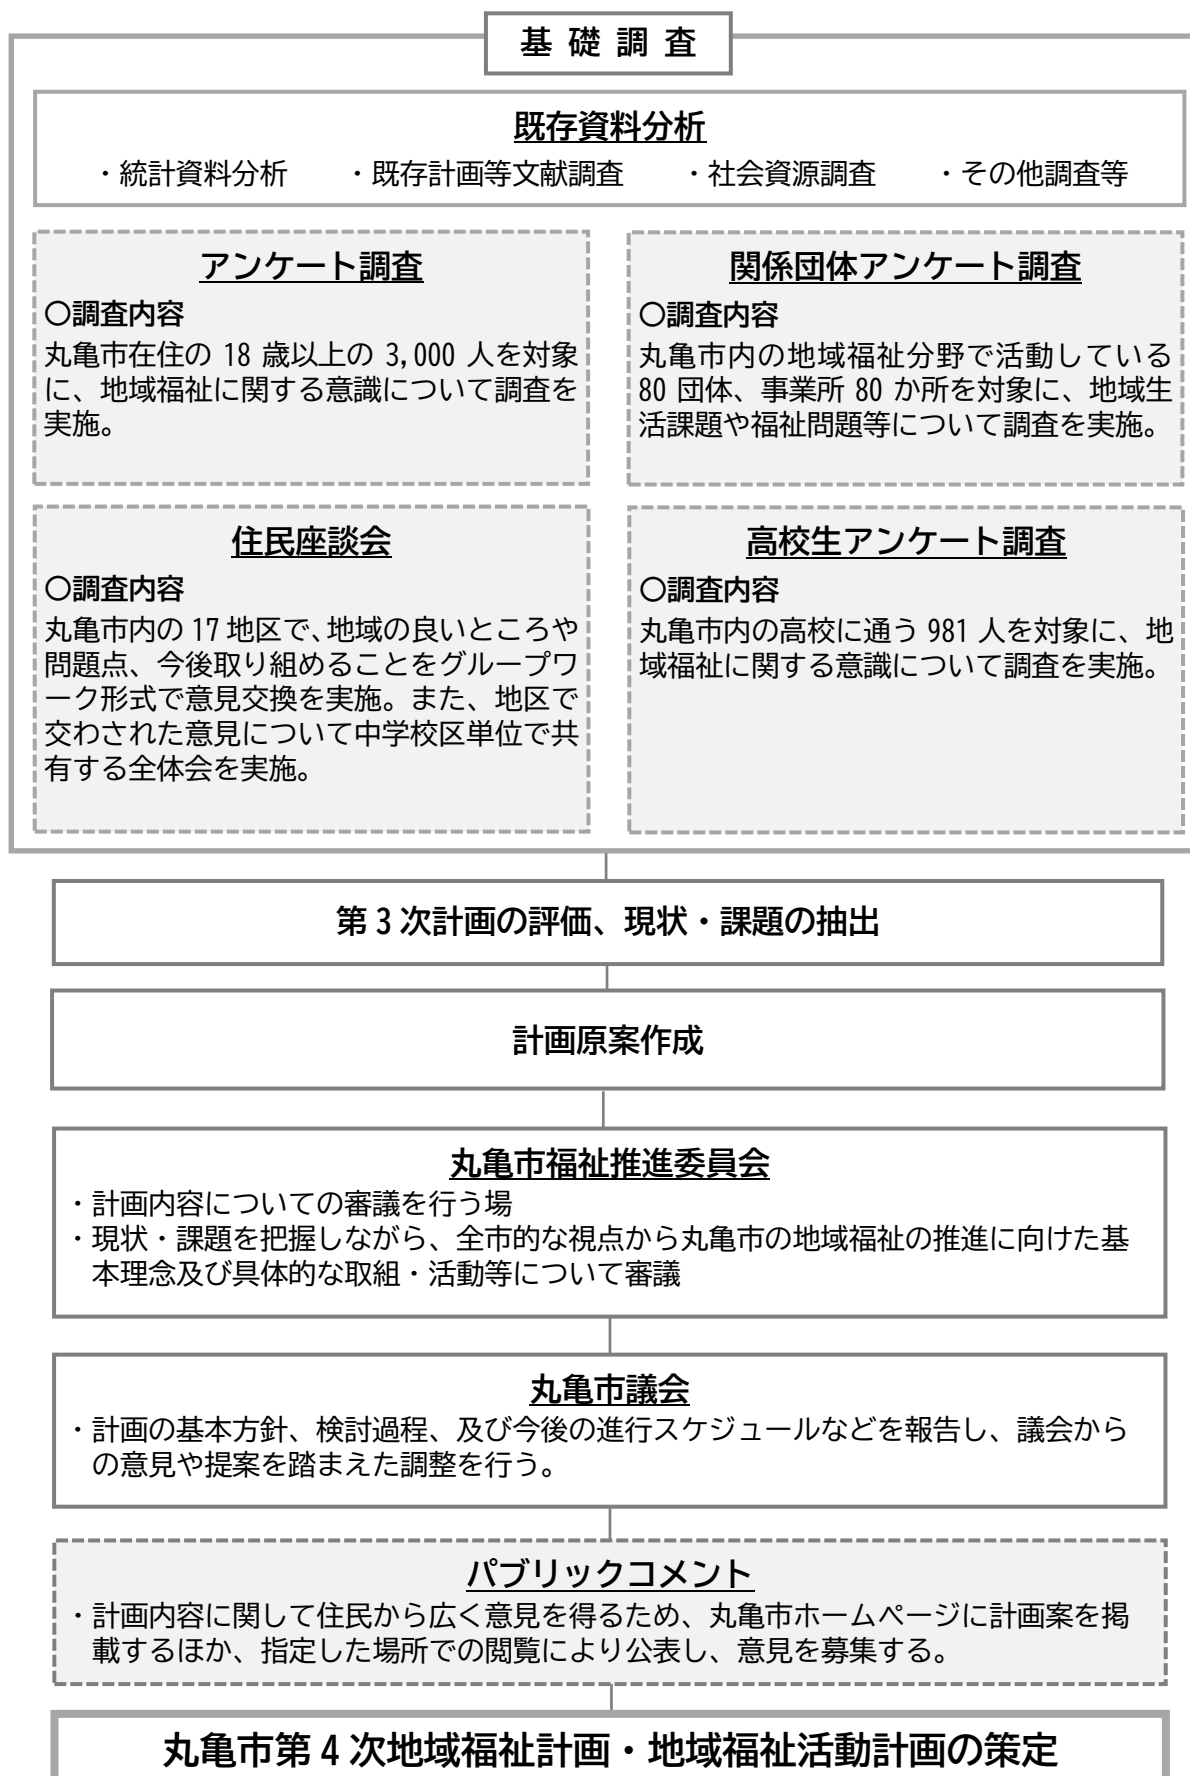 基礎調査
既存資料分析
・統計資料分析　・既存計画等文献調査　・社会資源調査　・その他調査等
アンケート調査
〇調査内容
丸亀市在住の 18 歳以上の 3,000 人を対象
に、地域福祉に関する意識について調査を
実施。
関係団体アンケート調査
〇調査内容
丸亀市内の地域福祉分野で活動している
80 団体、事業所 80 か所を対象に、地域生
活課題や福祉問題等について調査を実施。
住民座談会
〇調査内容
丸亀市内の 17 地区で、地域の良いところや
問題点、今後取り組めることをグループワ
ーク形式で意見交換を実施。また、地区で
交わされた意見について中学校区単位で共
有する全体会を実施。
高校生アンケート調査
〇調査内容
丸亀市内の高校に通う 981 人を対象に、地
域福祉に関する意識について調査を実施。
第３次計画の評価、現状・課題の抽出
計画原案作成
丸亀市福祉推進委員会
・計画内容についての審議を行う場
・現状・課題を把握しながら、全市的な視点から丸亀市の地域福祉の推進に向けた基
本理念及び具体的な取組・活動等について審議
丸亀市議会
・計画の基本方針、検討過程、及び今後の進行スケジュールなどを報告し、議会から
の意見や提案を踏まえた調整を行う。
パブリックコメント
・計画内容に関して住民から広く意見を得るため、丸亀市ホームページに計画案を掲
載するほか、指定した場所での閲覧により公表し、意見を募集する。
丸亀市第４次地域福祉計画・地域福祉活動計画の策定